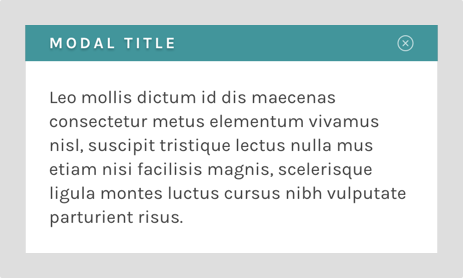 MODAL TITLE
Leo mollis dictum id dis maecenas
consectetur metus elementum vivamus
nisl, suscipit tristique lectus nulla mus
etiam nisi facilisis magnis, scelerisque
ligula montes luctus cursus nibh vulputate
parturient risus.